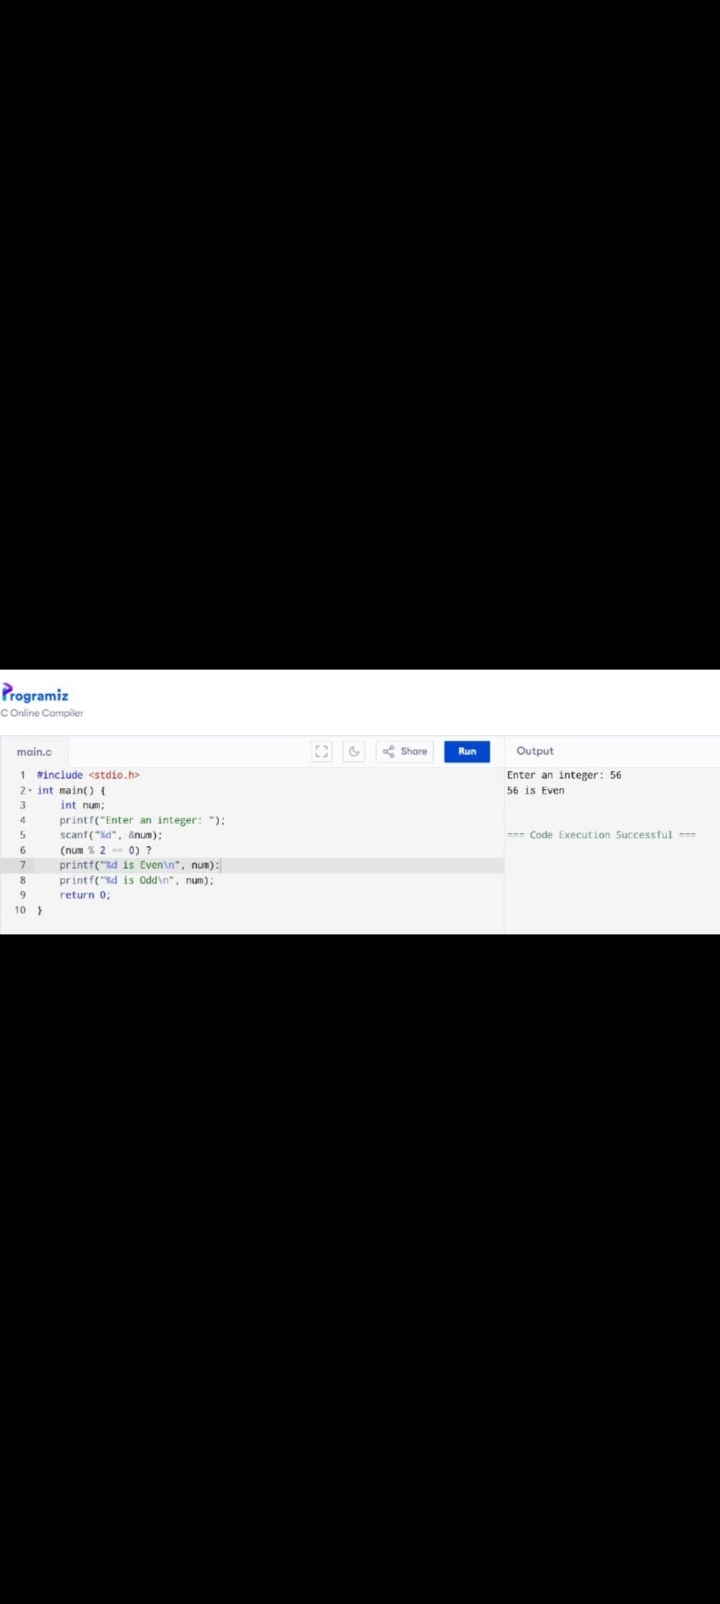 Programiz
C Online Compiler
main.c
Share
Run
Output
1 #include <stdio.h>
2 int main() {
3 int num;
4 printf("Enter an integer: ");
5 scanf("%d", &num);
6 (num % 2 == 0) ?
7 printf("%d is Even\n", num):
8 printf("%d is Odd\n", num);
9 return 0;
10 }
Enter an integer: 56
56 is Even
=== Code Execution Successful ===